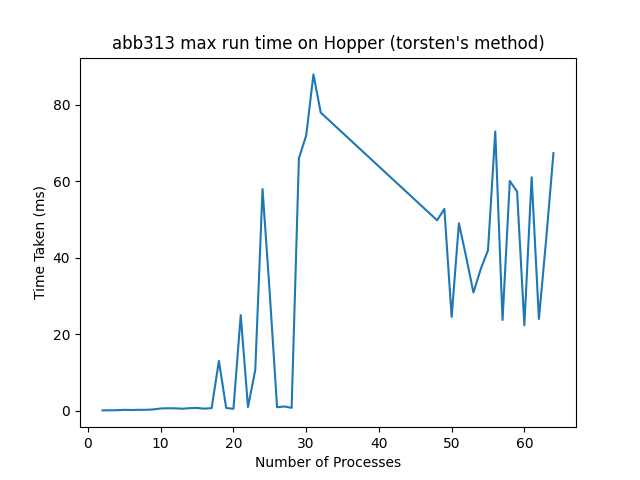 abb313 max run time on Hopper (torsten's method)
80
60
40
20
0
Time Taken (ms)
0 10 20 30 40 50 60
Number of Processes